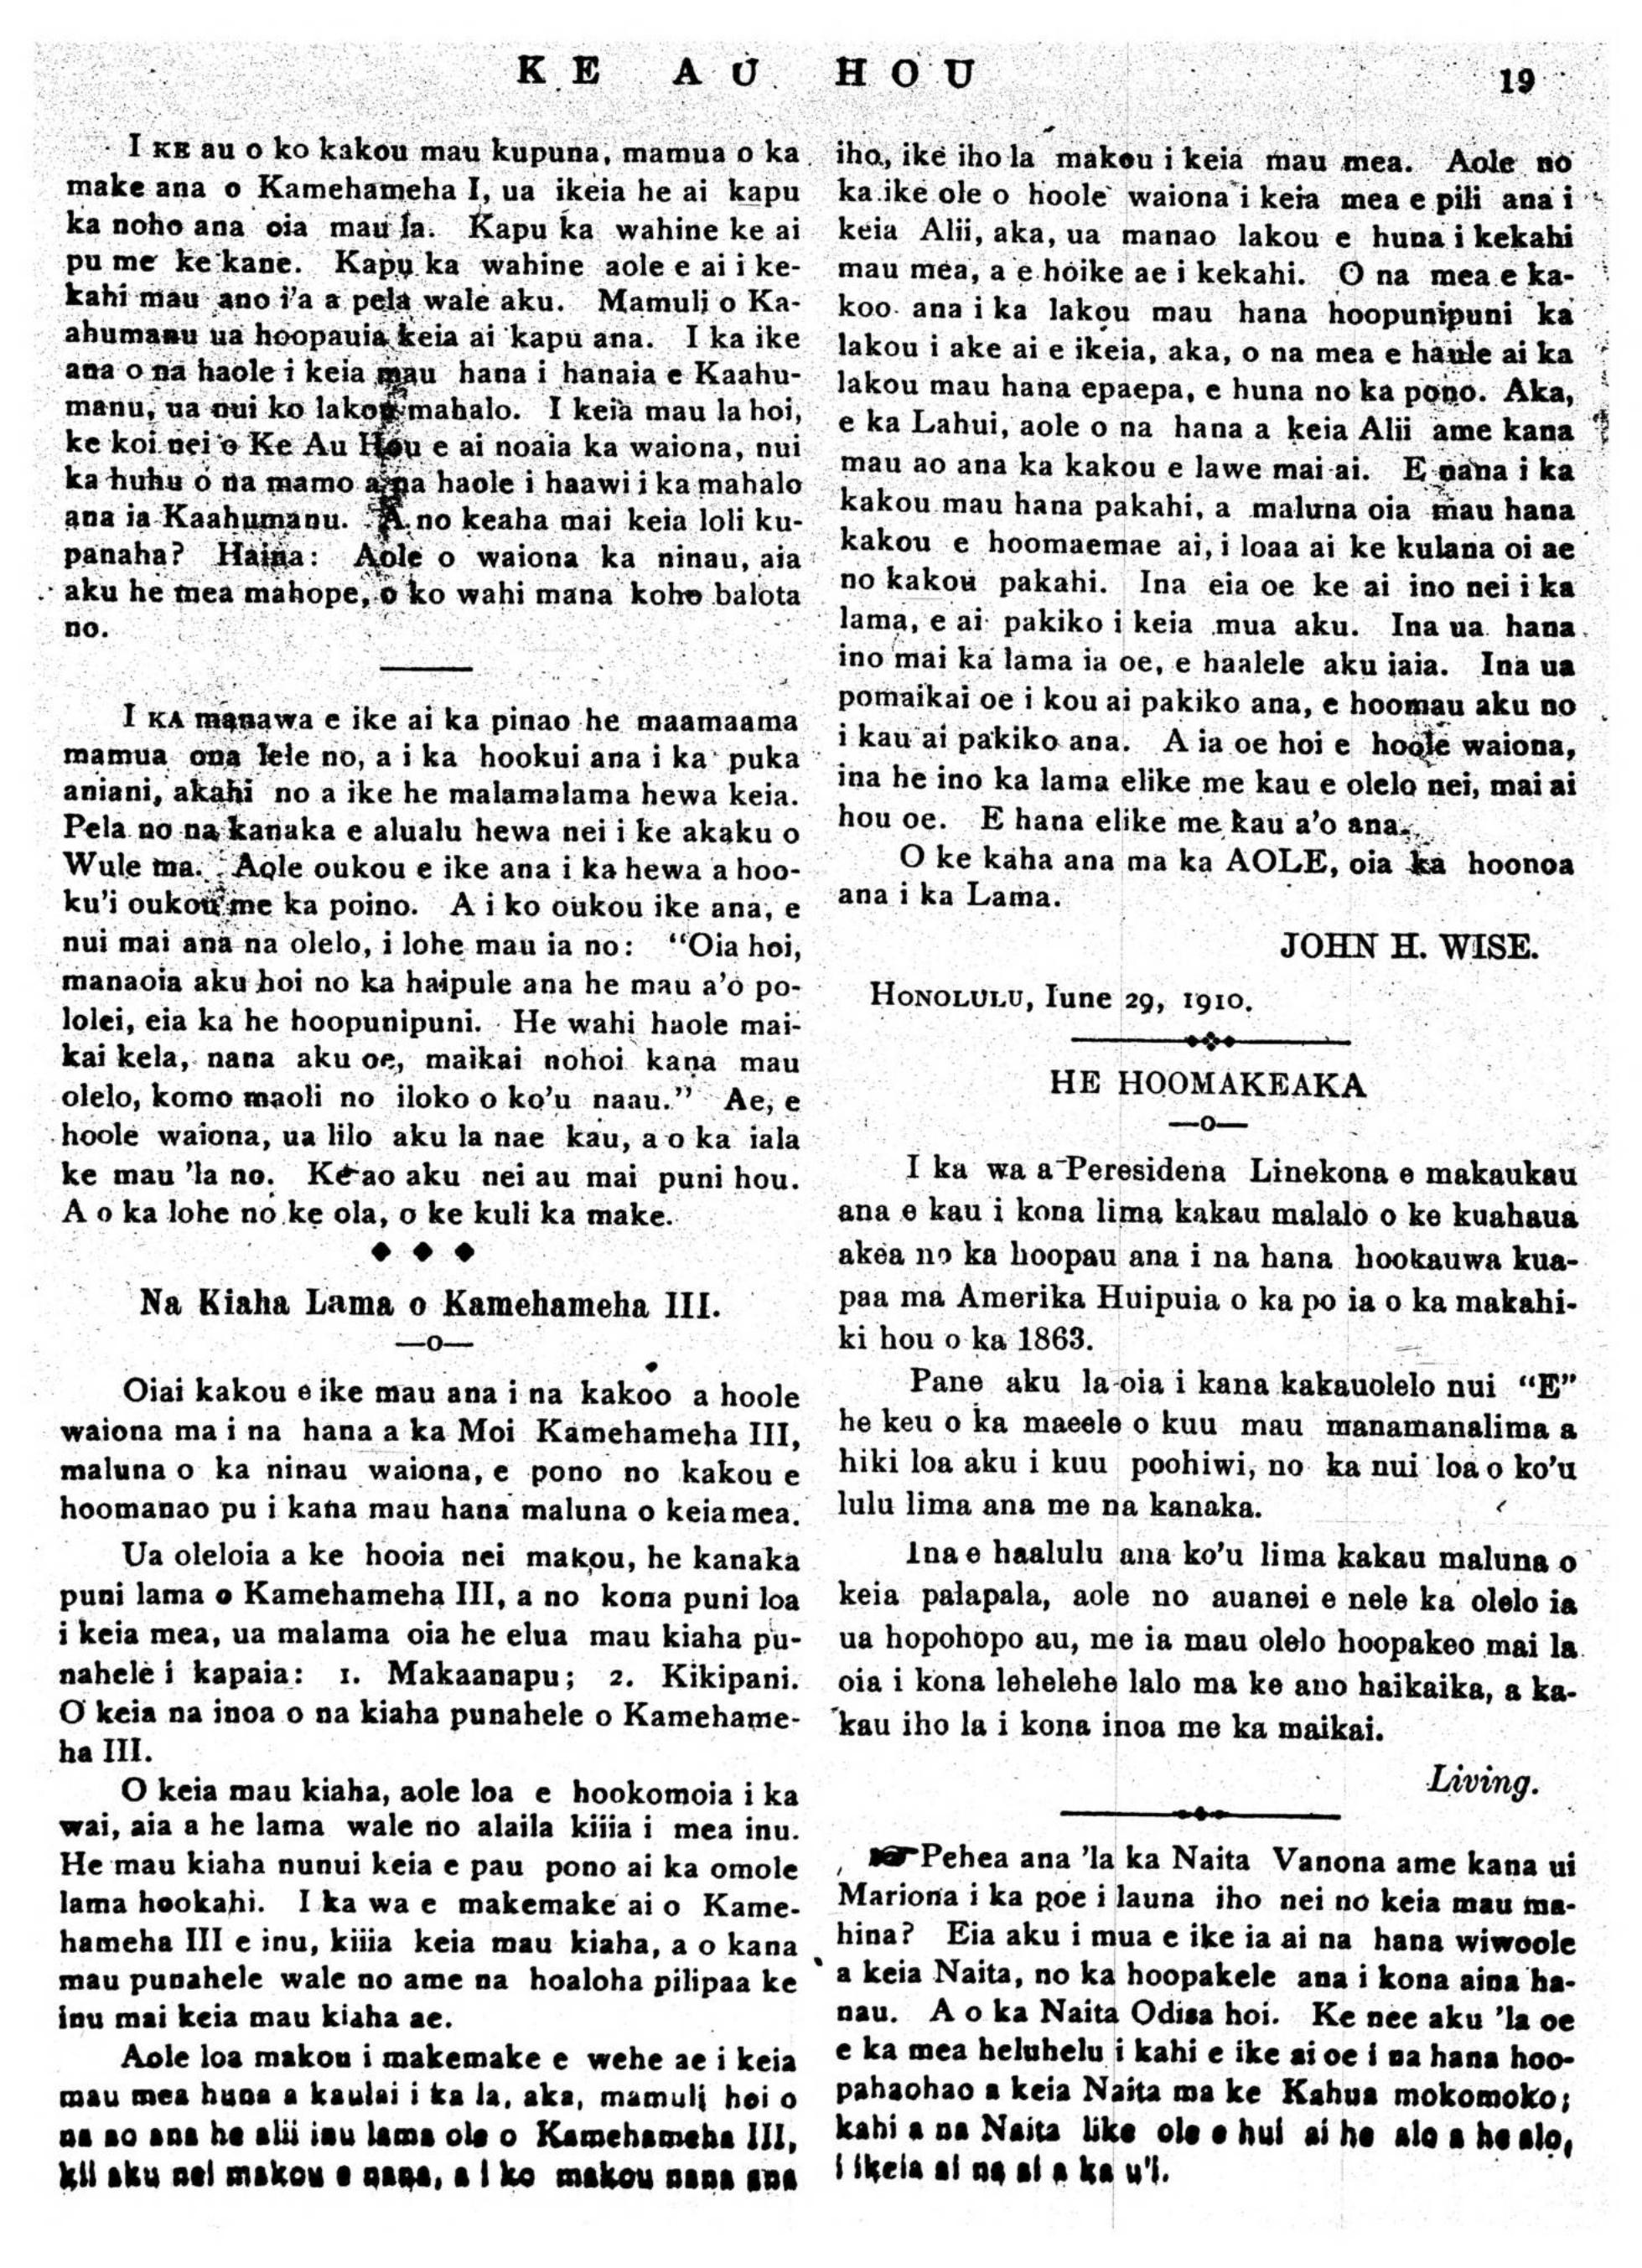 KE AU HOU
19
I KE au o ko kakou mau kupuna, mamua o ka
make ana o Kamehameha I, ua ikeia he ai kapu
ka noho ana oia mau la. Kapu ka wahine ke ai
pu me ke kane. Kapu ka wahine aole e ai i ke-
kahi mau ano i'a a pela wale aku. Mamuli o Ka-
ahumanu ua hoopauia keia ai kapu ana. I ka ike
ana o na haole i keia mau hana i hanaia e Kaahu-
manu, ua nui ko lakou mahalo. I keia mau la hoi,
ke koi nei o Ke Au Hou e ai noaia ka waiona, nui
ka huhu o na mamo a na haole i haawi i ka mahalo
ana ia Kaahumanu. A no keaha mai keia loli ku-
panaha? Haina: Aole o waiona ka ninau, aia
aku he mea mahope, o ko wahi mana koho balota
no.
I KA manawa e ike ai ka pinao he maamaama
mamua ona lele no, a i ka hookui ana i ka puka
aniani, akahi no a ike he malamalama hewa keia.
Pela no na kanaka e alualu hewa nei i ke akaku o
Wule ma. Aole oukou e ike ana i ka hewa a hoo-
ku'i oukou me ka poino. A i ko oukou ike ana, e
nui mai ana na olelo, i lohe mau ia no: "Oia hoi,
manaoia aku hoi no ka haipule ana he mau a'o po-
lolei, eia ka he hoopunipuni. He wahi haole mai-
kai kela, nana aku oe, maikai nohoi kana mau
olelo, komo maoli no iloko o ko'u naau." Ae, e
hoole waiona, ua lilo aku la nae kau, a o ka iala
ke mau 'la no. Ke ao aku nei au mai puni hou.
A o ka lohe no ke ola, o ke kuli ka make.
Na Kiaha Lama o Kamehameha III.
—o—
Oiai kakou e ike mau ana i na kakoo a hoole
waiona ma i na hana a ka Moi Kamehameha III,
maluna o ka ninau waiona, e pono no kakou e
hoomanao pu i kana mau hana maluna o keia mea.
Ua oleloia a ke hooia nei makou, he kanaka
puni lama o Kamehameha III, a no kona puni loa
i keia mea, ua malama oia he elua mau kiaha pu-
nahele i kapaia: 1. Makaanapu; 2. Kikipani.
O keia na inoa o na kiaha punahele o Kamehame-
ha III.
O keia mau kiaha, aole loa e hookomoia i ka
wai, aia a he lama wale no alaila kiiia i mea inu.
He mau kiaha nunui keia e pau pono ai ka omole
lama hookahi. I ka wa e makemake ai o Kame-
hameha III e inu, kiiia keia mau kiaha, a o kana
mau punahele wale no ame na hoaloha pilipaa ke
inu mai keia mau kiaha ae.
Aole loa makou i makemake e wehe ae i keia
mau mea huna a kaulai i ka la, aka, mamuli hoi o
na ao ana he alii inu lama ole o Kamehameha III,
kii aku nei makou e nana, a i ko makou nana ana
iho, ike iho la makou i keia mau mea. Aole no
ka ike ole o hoole waiona i keia mea e pili ana i
keia Alii, aka, ua manao lakou e huna i kekahi
mau mea, a e hoike ae i kekahi. O na mea e ka-
koo ana i ka lakou mau hana hoopunipuni ka
lakou i ake ai e ikeia, aka, o na mea e haule ai ka
lakou mau hana epaepa, e huna no ka pono. Aka,
e ka Lahui, aole o na hana a keia Alii ame kana
mau ao ana ka kakou e lawe mai ai. E nana i ka
kakou mau hana pakahi, a maluna oia mau hana
kakou e hoomaemae ai, i loaa ai ke kulana oi ae
no kakou pakahi. Ina eia oe ke ai ino nei i ka
lama, e ai pakiko i keia mua aku. Ina ua hana
ino mai ka lama ia oe, e haalele aku iaia. Ina ua
pomaikai oe i kou ai pakiko ana, e hoomau aku no
i kau ai pakiko ana. A ia oe hoi e hoole waiona,
ina he ino ka lama elike me kau e olelo nei, mai ai
hou oe. E hana elike me kau a'o ana.
O ke kaha ana ma ka AOLE, oia ka hoonoa
ana i ka Lama.
JOHN H. WISE.
HONOLULU, Iune 29, 1910.
HE HOOMAKEAKA
—o—
I ka wa a Peresidena Linekona e makaukau
ana e kau i kona lima kakau malalo o ke kuahaua
akea no ka hoopau ana i na hana hookauwa kua-
paa ma Amerika Huipuia o ka po ia o ka makahi-
ki hou o ka 1863.
Pane aku la oia i kana kakauolelo nui "E"
he keu o ka maeele o kuu mau manamanalima a
hiki loa aku i kuu poohiwi, no ka nui loa o ko'u
lulu lima ana me na kanaka.
Ina e haalulu ana ko'u lima kakau maluna o
keia palapala, aole no auanei e nele ka olelo ia
ua hopohopo au, me ia mau olelo hoopakeo mai la
oia i kona lehelehe lalo ma ke ano haikaika, a ka-
kau iho la i kona inoa me ka maikai.
Living.
☛Pehea ana 'la ka Naita Vanona ame kana ui
Mariona i ka poe i launa iho nei no keia mau ma-
hina? Eia aku i mua e ike ia ai na hana wiwoole
a keia Naita, no ka hoopakele ana i kona aina ha-
nau. A o ka Naita Odisa hoi. Ke nee aku 'la oe
e ka mea heluhelu i kahi e ike ai oe i na hana hoo-
pahaohao a keia Naita ma ke Kahua mokomoko;
kahi a na Naita like ole e hui ai he alo a he alo,
i ikeia ai na ai a ka u'i.